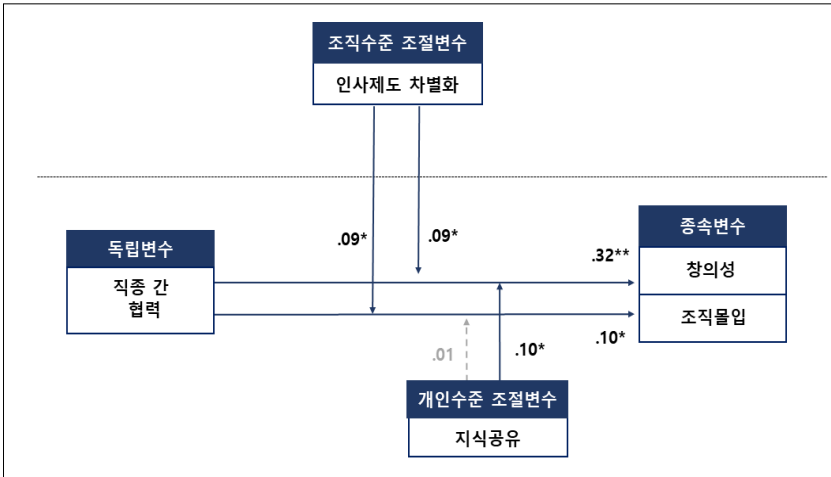 조직수준 조절변수
인사제도 차별화
.09*
.09*
독립변수
직종 간
협력
종속변수
.32**
창의성
조직몰입
.10*
.01
.10*
개인수준 조절변수
지식공유